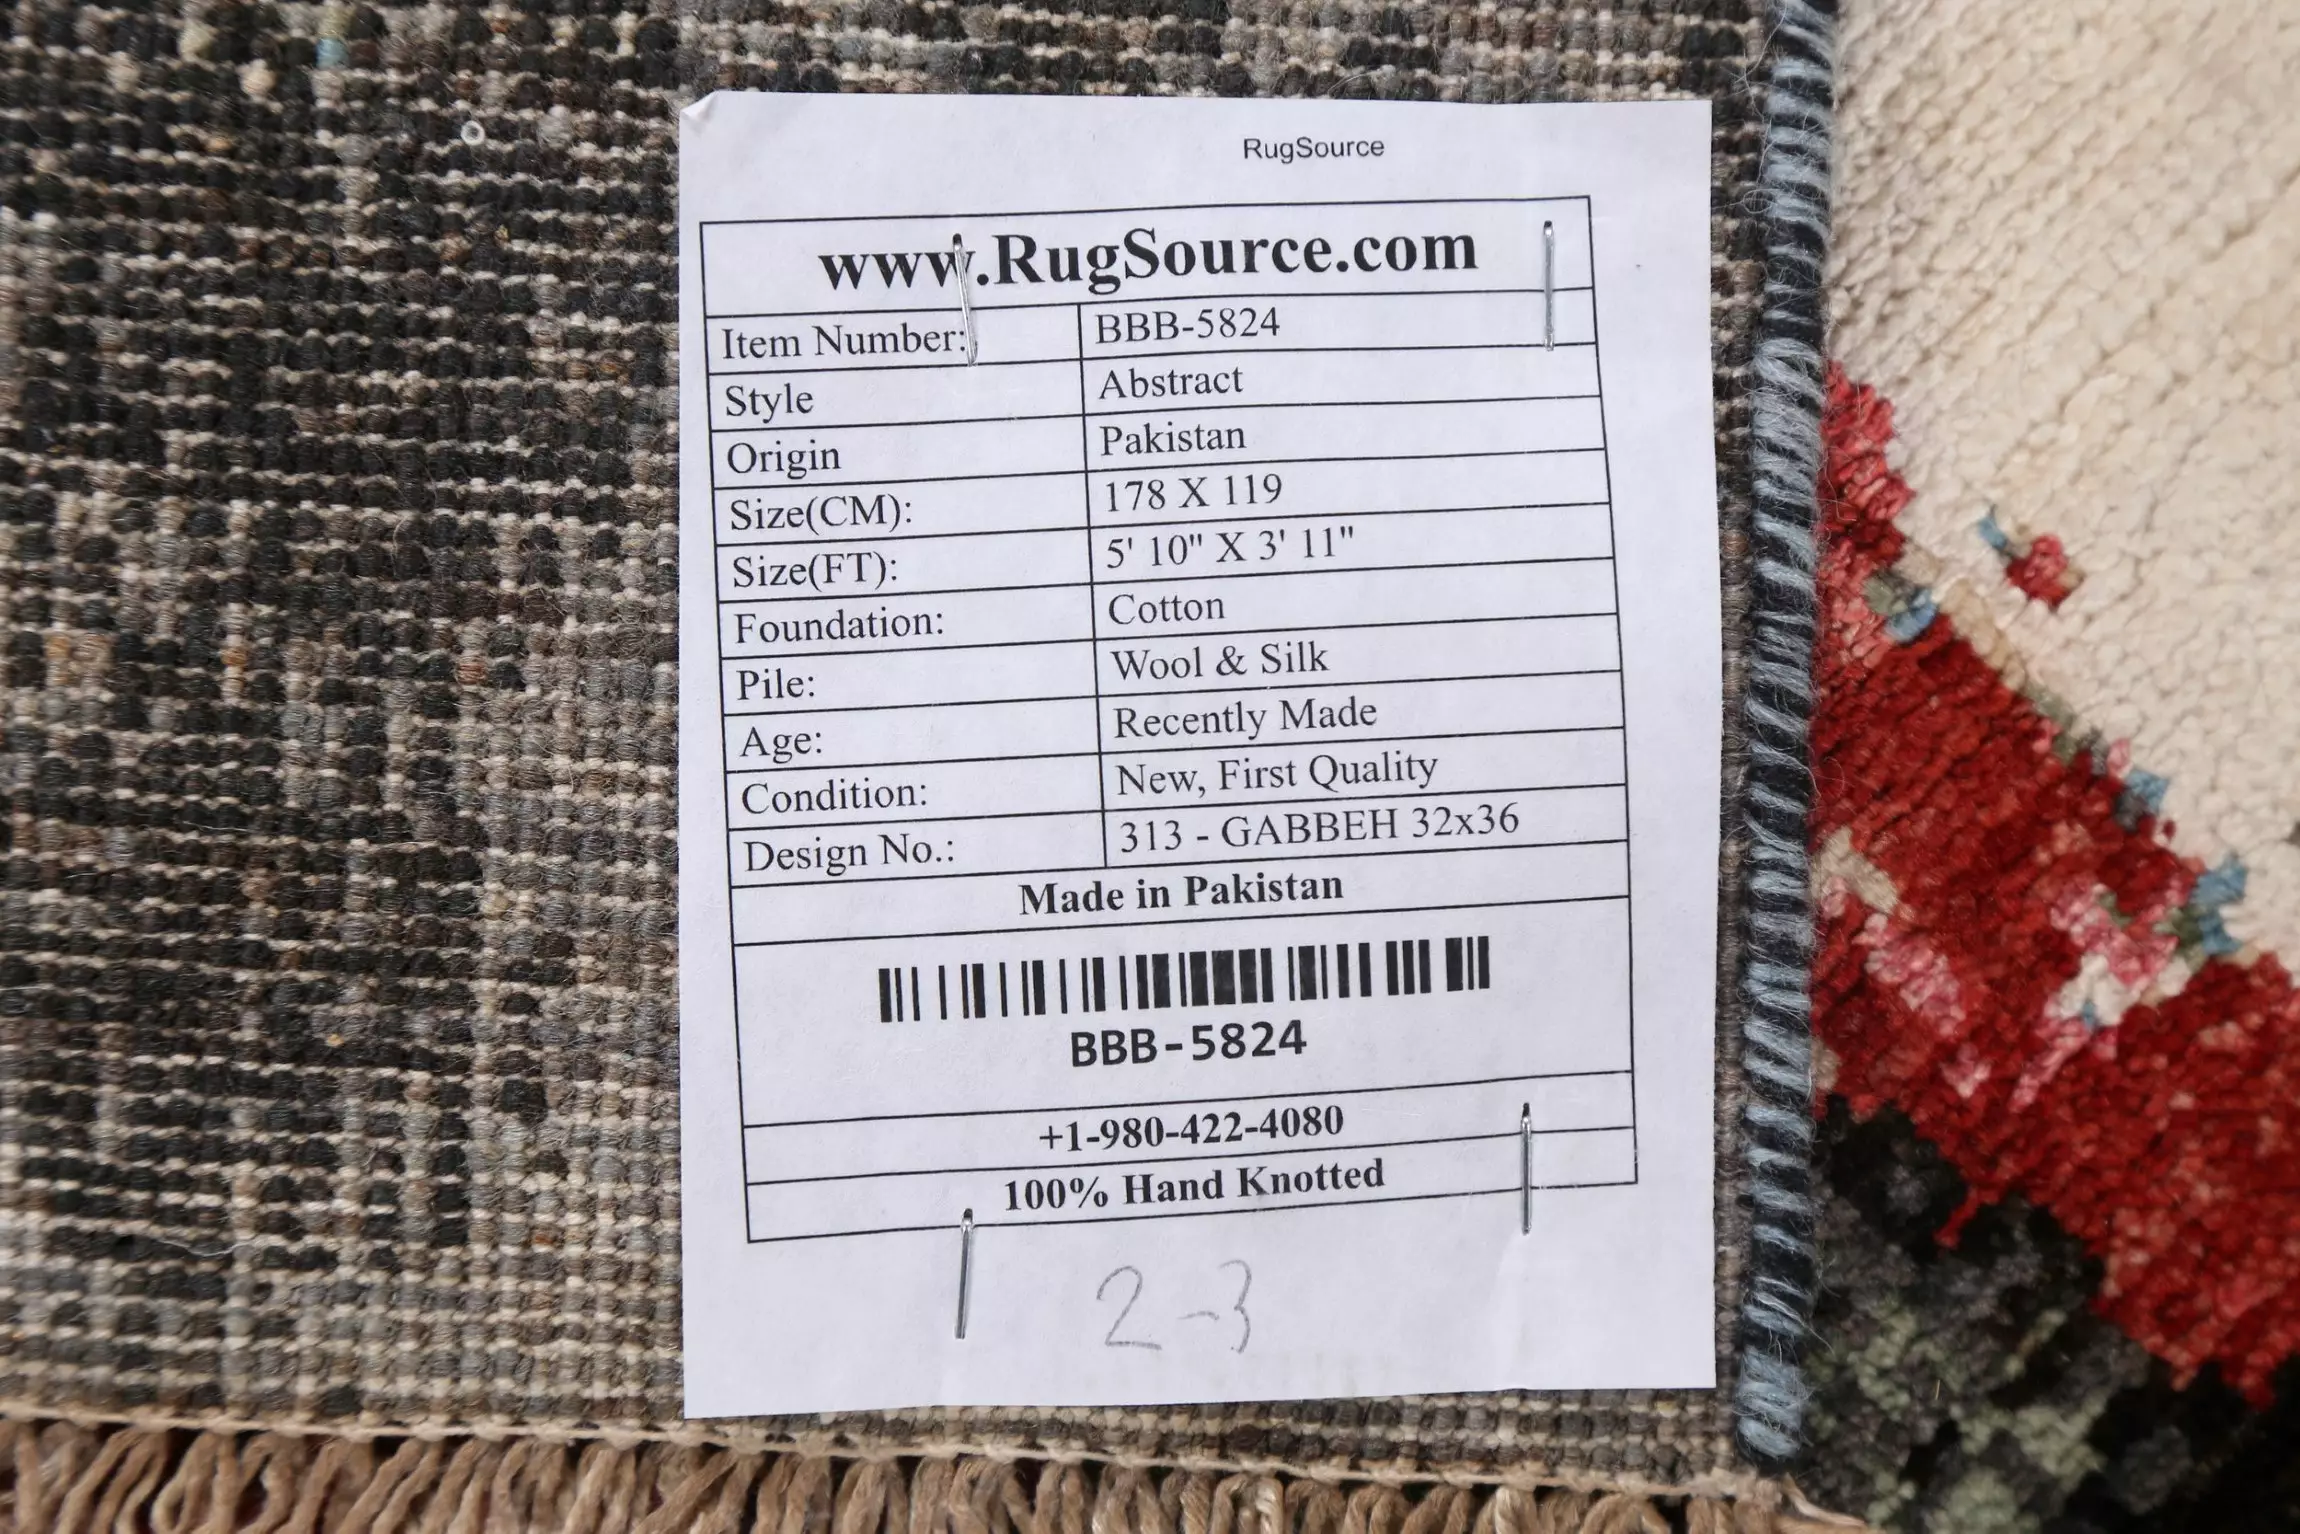 RugSource
www.RugSource.com
Item Number: BBB-5824
Style Abstract
Origin Pakistan
Size(CM): 178 X 119
Size(FT): 5' 10" X 3' 11"
Foundation: Cotton
Pile: Wool & Silk
Age: Recently Made
Condition: New, First Quality
Design No.: 313 - GABBEH 32x36
Made in Pakistan
BBB-5824
+1-980-422-4080
100% Hand Knotted
2-3